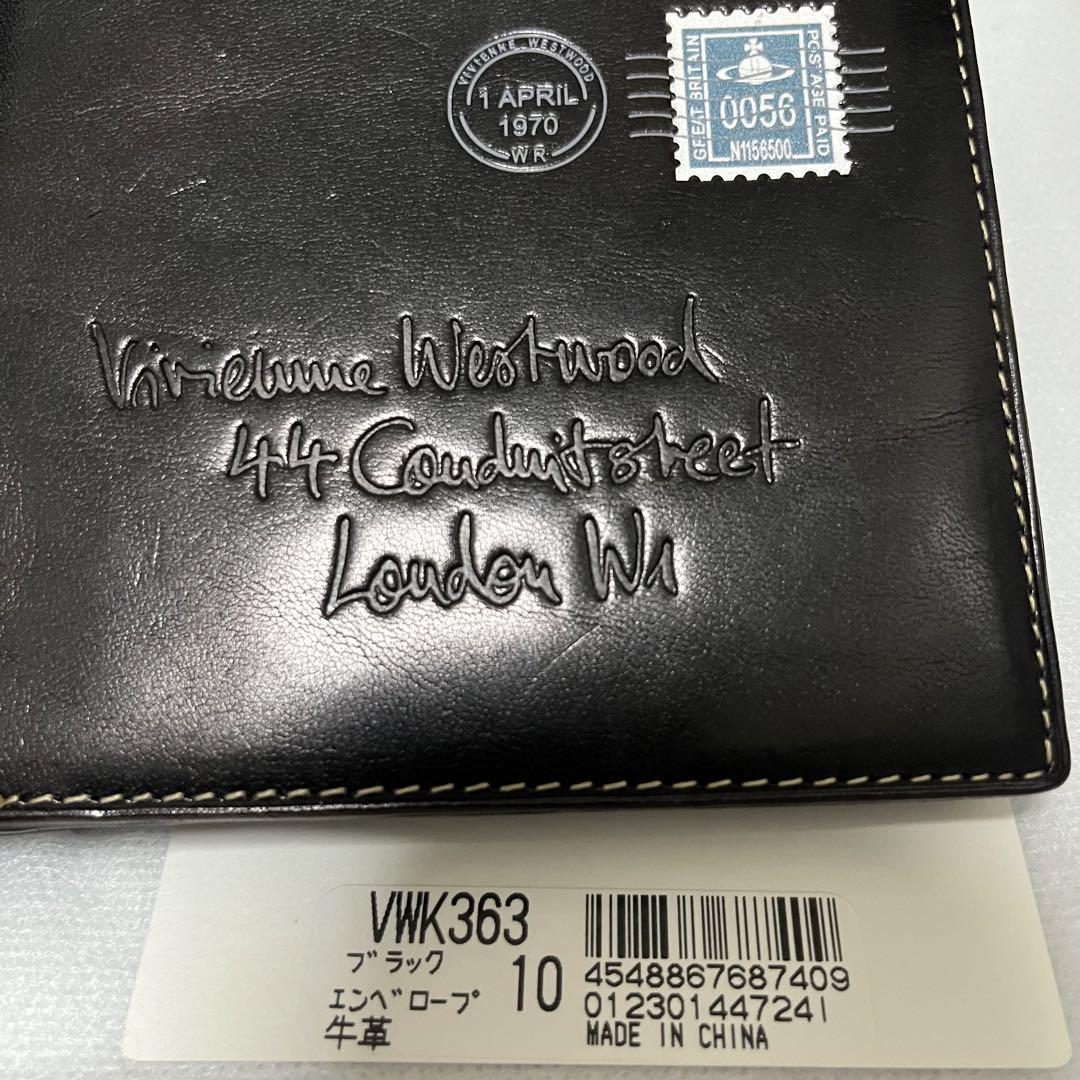 VIVIENNE WESTWOOD
1 APRIL
1970
WR
GREAT BRITAIN
0056
N1156500
POSTAGE PAID
Vivienne Westwood
44 Conduit street
London W1
VWK363
ブラック
エンベロープ
牛革
10
4548867687409
012301447241
MADE IN CHINA